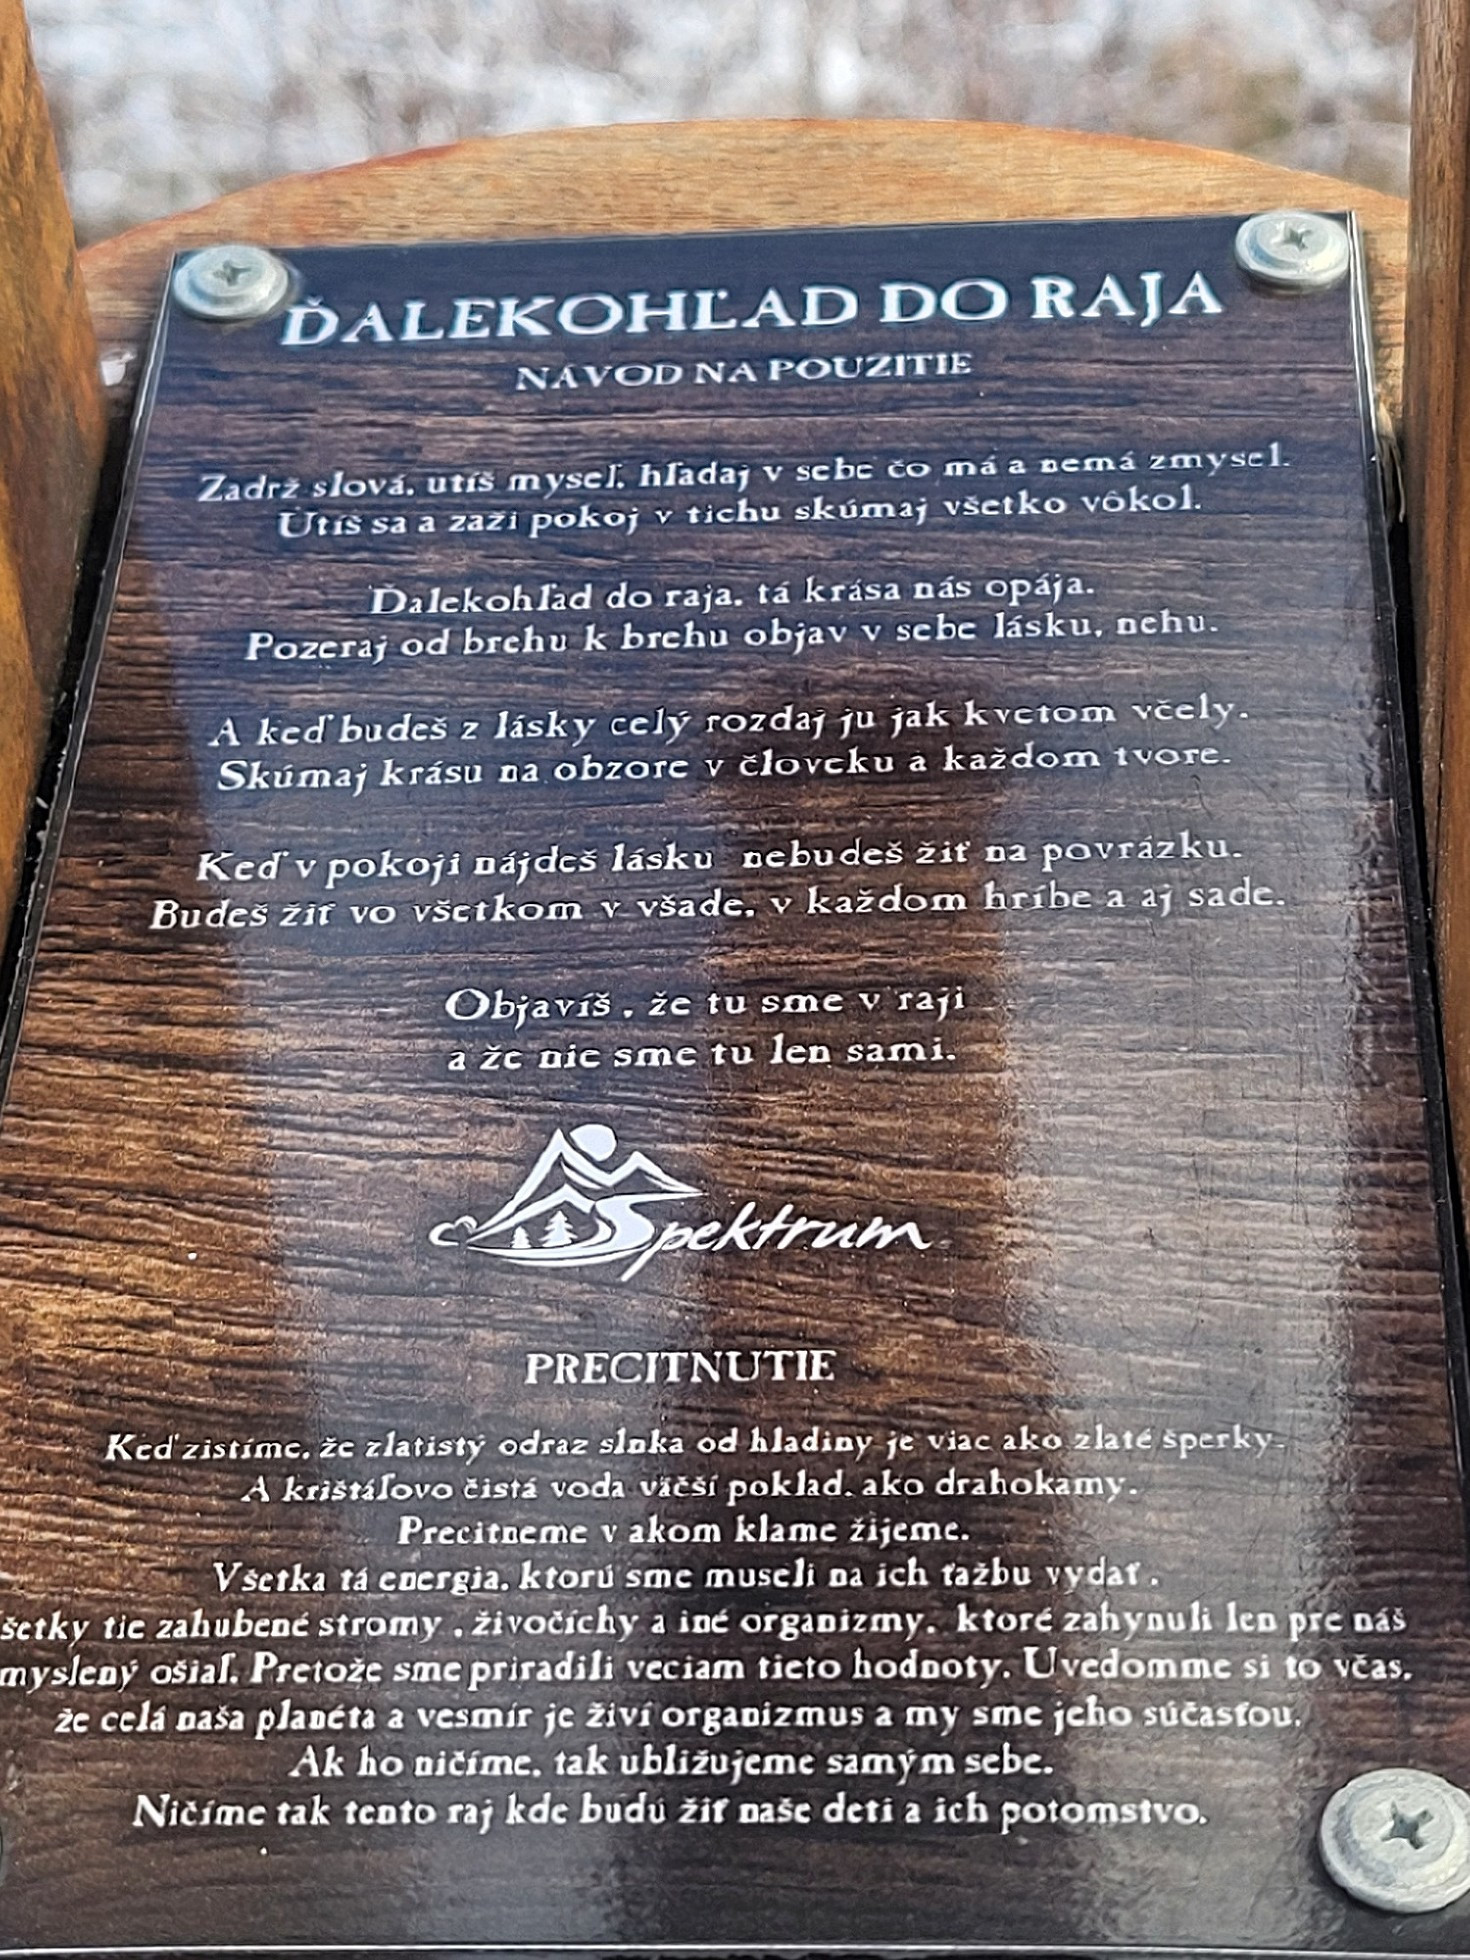 ĎALEKOHĽAD DO RAJA
NÁVOD NA POUŽITIE
Zadrž slová, utíš myseľ, hľadaj v sebe čo má a nemá zmysel.
Utíš sa a zaži pokoj v tichu skúmaj všetko vôkol.
Ďalekohľad do raja, tá krása nás opája.
Pozeraj od brehu k brehu objav v sebe lásku, nehu.
A keď budeš z lásky celý rozdaj ju jak kvetom včely.
Skúmaj krásu na obzore v človeku a každom tvore.
Keď v pokoji nájdeš lásku nebudeš žiť na povrázku.
Budeš žiť vo všetkom v všade, v každom hríbe a aj sade.
Objavíš , že tu sme v raji
a že nie sme tu len sami.
Spektrum
PRECITNUTIE
Keď zistíme, že zlatistý odraz slnka od hladiny je viac ako zlaté šperky.
A krištáľovo čistá voda väčší poklad, ako drahokamy.
Precitneme v akom klame žijeme.
Všetka tá energia, ktorú sme museli na ich ťažbu vydať .
šetky tie zahubené stromy , živočíchy a iné organizmy, ktoré zahynuli len pre náš
myslený ošiaľ. Pretože sme priradili veciam tieto hodnoty. Uvedomme si to včas,
že celá naša planéta a vesmír je živí organizmus a my sme jeho súčasťou.
Ak ho ničíme, tak ubližujeme samým sebe.
Ničíme tak tento raj kde budú žiť naše deti a ich potomstvo.